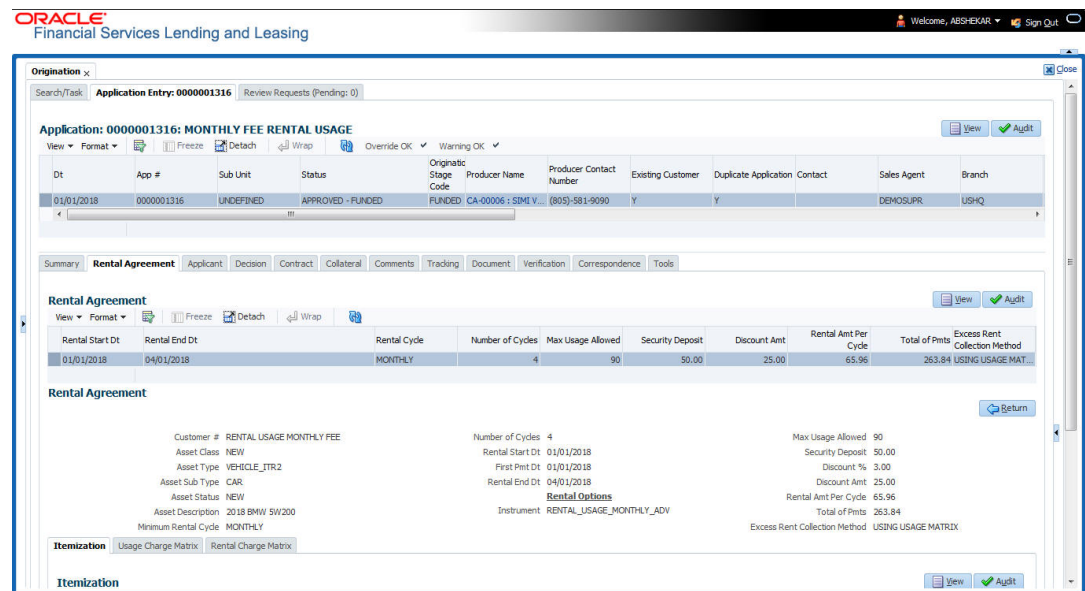 ORACLE
Financial Services Lending and Leasing
Welcome, ABSHEKAR Sign Out
Origination x
Close
Search/Task Application Entry: 0000001316 Review Requests (Pending: 0)
Application: 0000001316: MONTHLY FEE RENTAL USAGE
View Audit
View Format Freeze Detach Wrap Override OK Warning OK
Dt App # Sub Unit Status Originatio Stage Code Producer Name Producer Contact Number Existing Customer Duplicate Application Contact Sales Agent Branch
01/01/2018 0000001316 UNDEFINED APPROVED - FUNDED FUNDED CA-00006 : SIMI V... (805)-581-9090 Y Y DEMOSUPR USHQ
Summary Rental Agreement Applicant Decision Contract Collateral Comments Tracking Document Verification Correspondence Tools
Rental Agreement
View Audit
View Format Freeze Detach Wrap
Rental Start Dt Rental End Dt Rental Cycle Number of Cycles Max Usage Allowed Security Deposit Discount Amt Rental Amt Per Cycle Total of Pmts Excess Rent Collection Method
01/01/2018 04/01/2018 MONTHLY 4 90 50.00 25.00 65.96 263.84 USING USAGE MAT...
Rental Agreement
Return
Customer # RENTAL USAGE MONTHLY FEE
Asset Class NEW
Asset Type VEHICLE_ITR2
Asset Sub Type CAR
Asset Status NEW
Asset Description 2018 BMW 5W200
Minimum Rental Cycle MONTHLY
Number of Cycles 4
Rental Start Dt 01/01/2018
First Pmt Dt 01/01/2018
Rental End Dt 04/01/2018
Rental Options
Instrument RENTAL_USAGE_MONTHLY_ADV
Max Usage Allowed 90
Security Deposit 50.00
Discount % 3.00
Discount Amt 25.00
Rental Amt Per Cycle 65.96
Total of Pmts 263.84
Excess Rent Collection Method USING USAGE MATRIX
Itemization Usage Charge Matrix Rental Charge Matrix
Itemization
View Audit